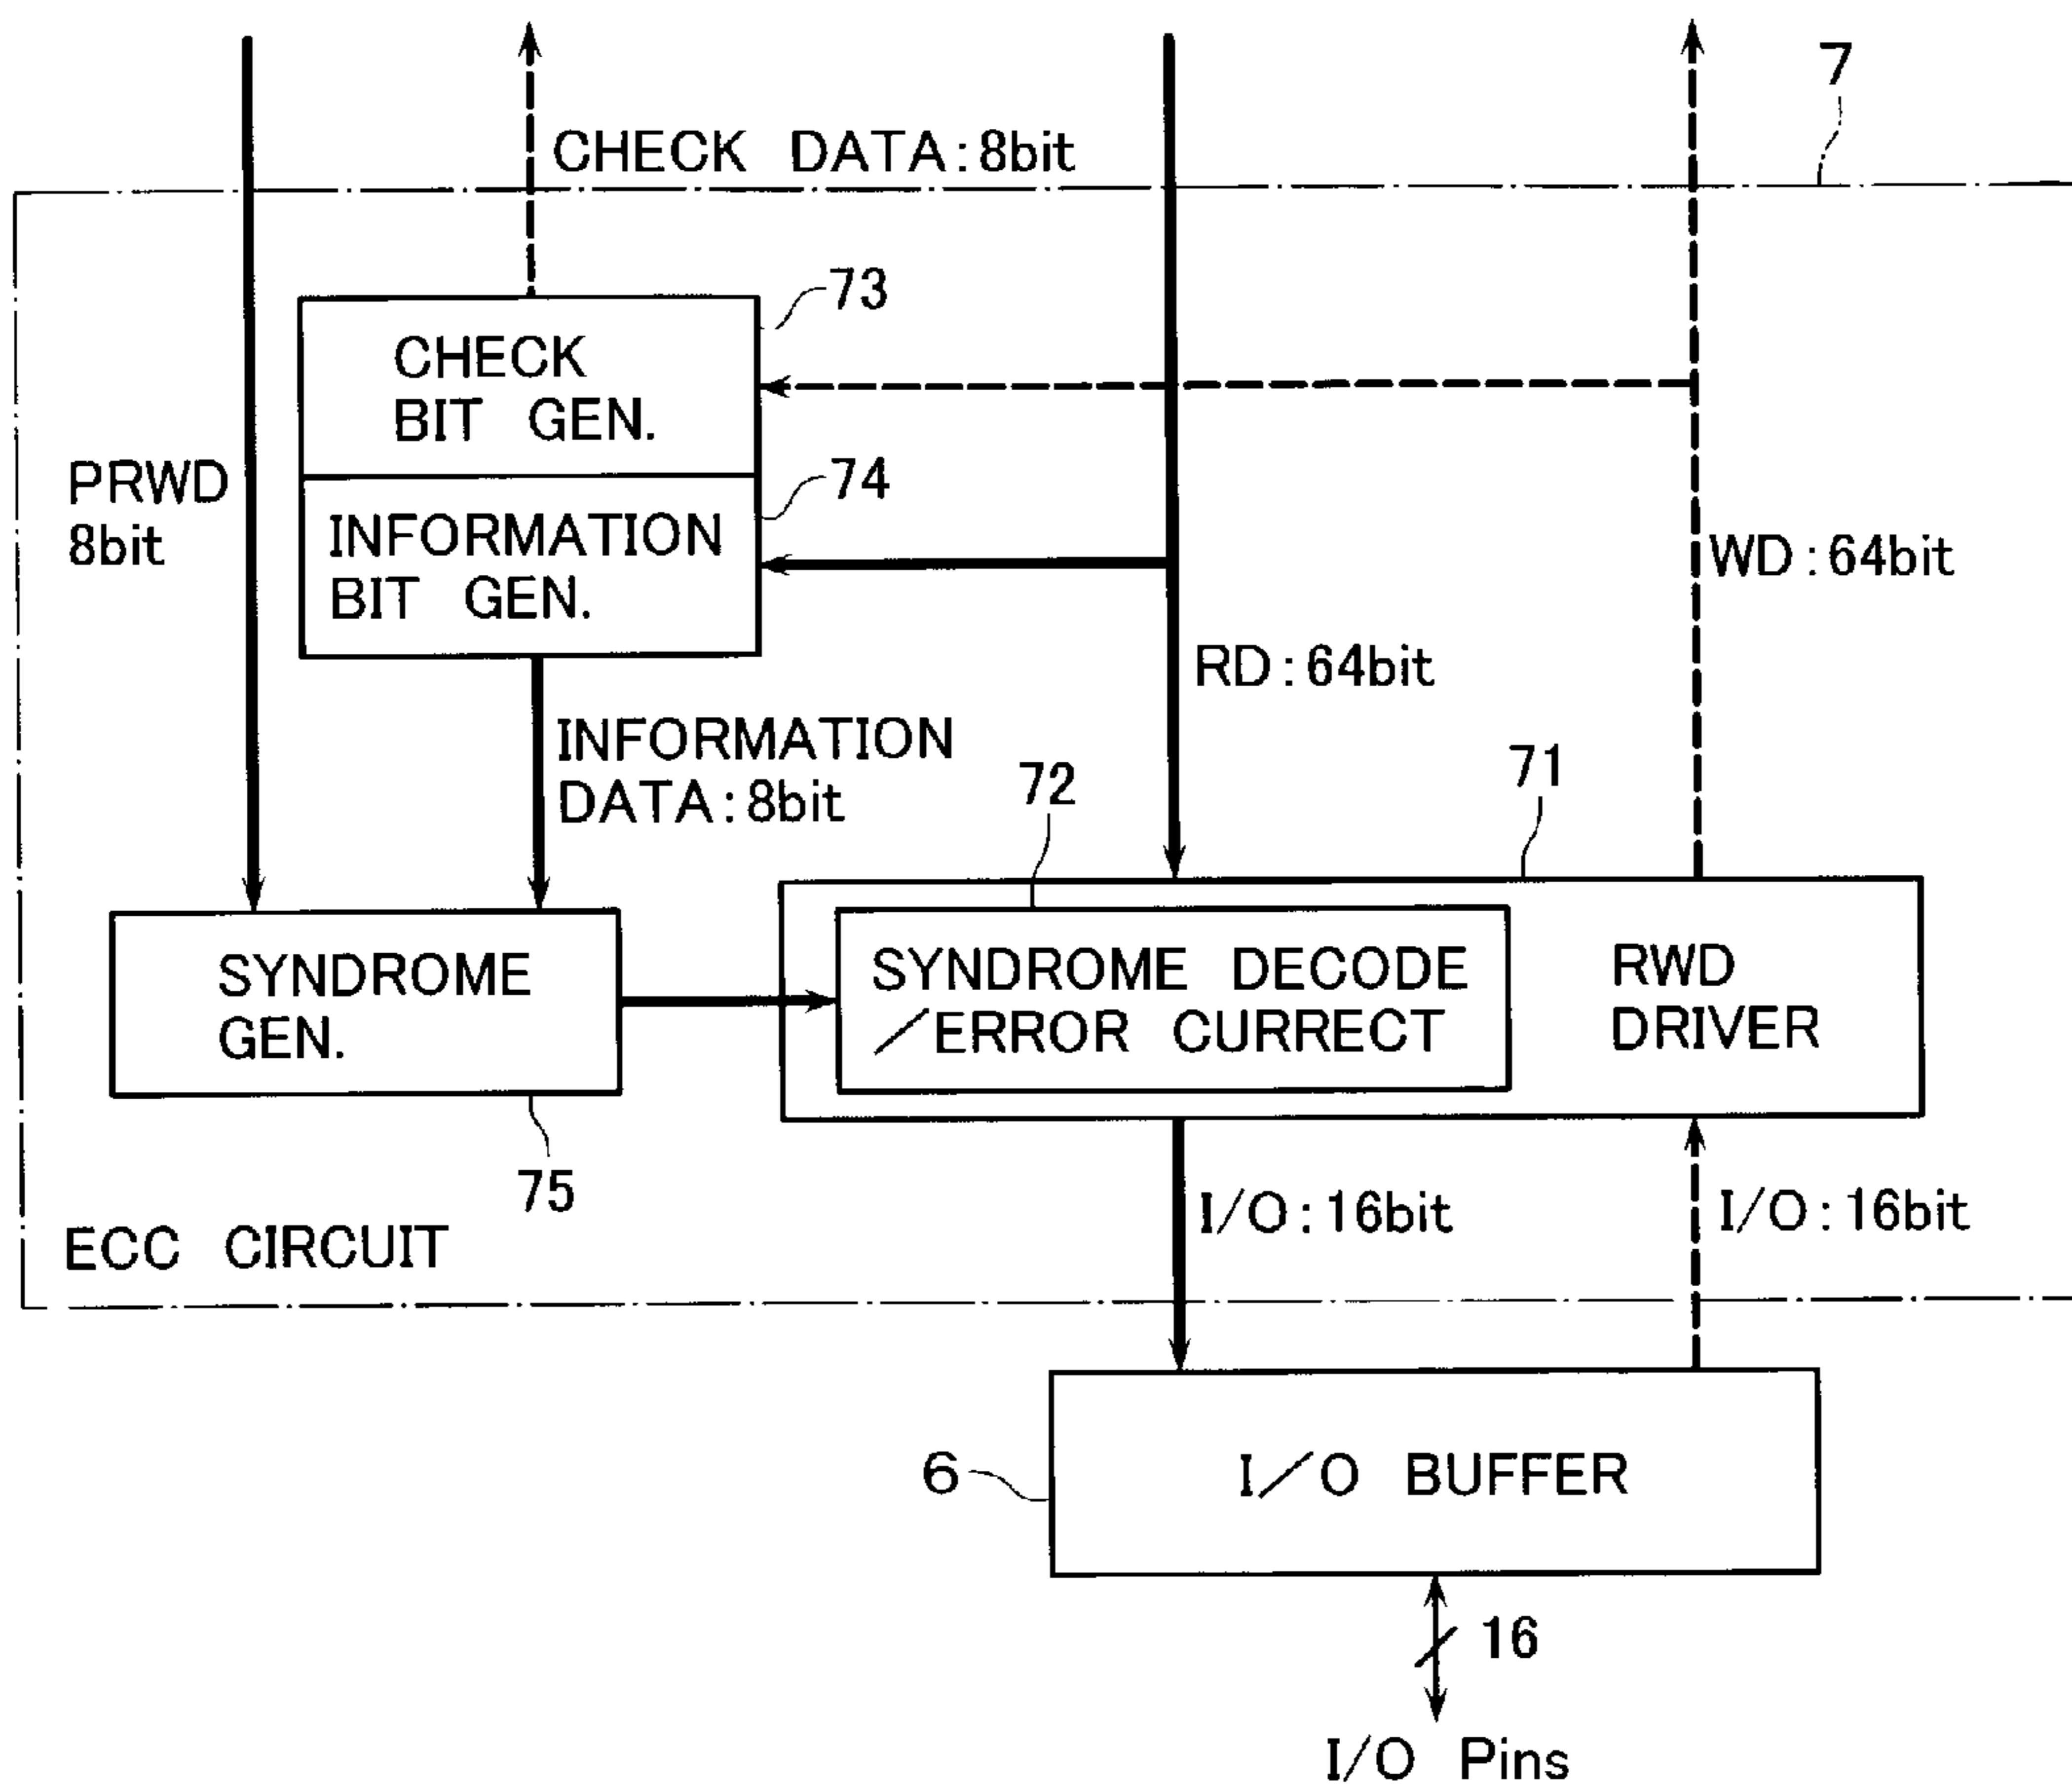 7
CHECK DATA:8bit
73
CHECK
BIT GEN.
PRWD
8bit
74
INFORMATION
BIT GEN.
WD:64bit
RD:64bit
INFORMATION
DATA:8bit
72
71
SYNDROME
GEN.
SYNDROME DECODE
/ERROR CURRECT
RWD
DRIVER
75
I/O:16bit
I/O:16bit
ECC CIRCUIT
6
I/O BUFFER
16
I/O Pins